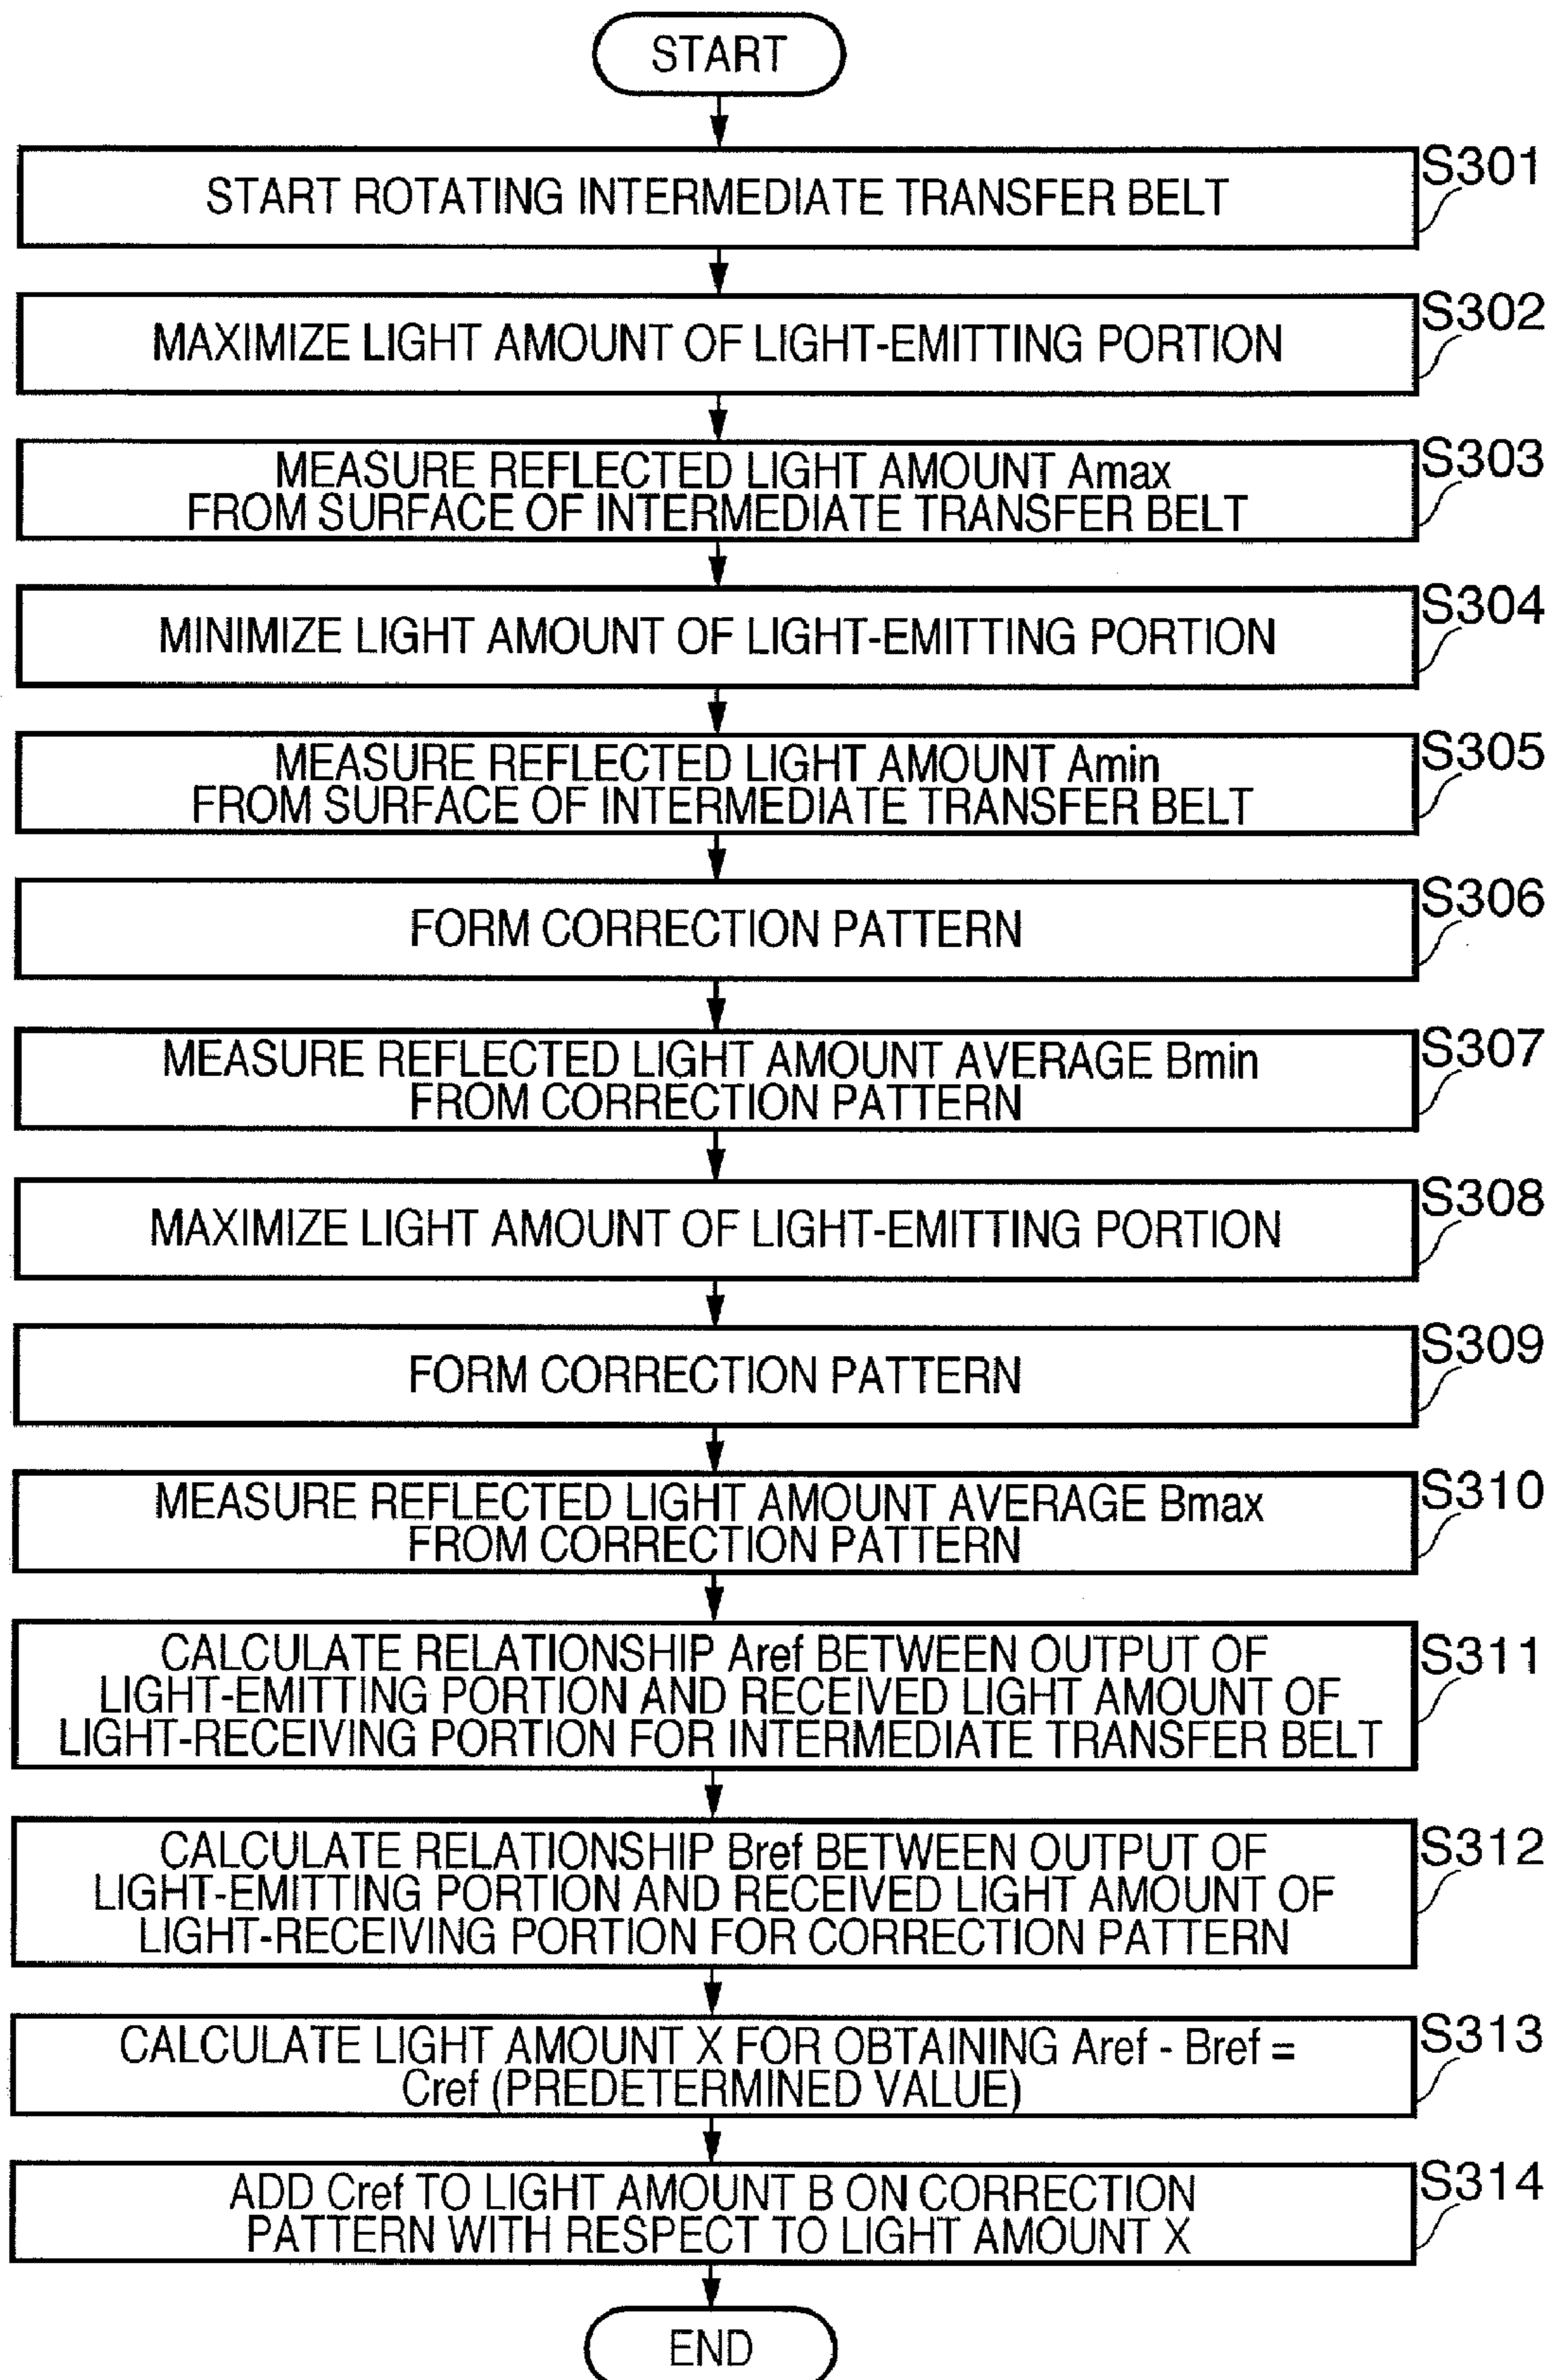 START
S301
START ROTATING INTERMEDIATE TRANSFER BELT
S302
MAXIMIZE LIGHT AMOUNT OF LIGHT-EMITTING PORTION
S303
MEASURE REFLECTED LIGHT AMOUNT Amax
FROM SURFACE OF INTERMEDIATE TRANSFER BELT
S304
MINIMIZE LIGHT AMOUNT OF LIGHT-EMITTING PORTION
S305
MEASURE REFLECTED LIGHT AMOUNT Amin
FROM SURFACE OF INTERMEDIATE TRANSFER BELT
S306
FORM CORRECTION PATTERN
S307
MEASURE REFLECTED LIGHT AMOUNT AVERAGE Bmin
FROM CORRECTION PATTERN
S308
MAXIMIZE LIGHT AMOUNT OF LIGHT-EMITTING PORTION
S309
FORM CORRECTION PATTERN
S310
MEASURE REFLECTED LIGHT AMOUNT AVERAGE Bmax
FROM CORRECTION PATTERN
S311
CALCULATE RELATIONSHIP Aref BETWEEN OUTPUT OF
LIGHT-EMITTING PORTION AND RECEIVED LIGHT AMOUNT OF
LIGHT-RECEIVING PORTION FOR INTERMEDIATE TRANSFER BELT
S312
CALCULATE RELATIONSHIP Bref BETWEEN OUTPUT OF
LIGHT-EMITTING PORTION AND RECEIVED LIGHT AMOUNT OF
LIGHT-RECEIVING PORTION FOR CORRECTION PATTERN
S313
CALCULATE LIGHT AMOUNT X FOR OBTAINING Aref - Bref =
Cref (PREDETERMINED VALUE)
S314
ADD Cref TO LIGHT AMOUNT B ON CORRECTION
PATTERN WITH RESPECT TO LIGHT AMOUNT X
END